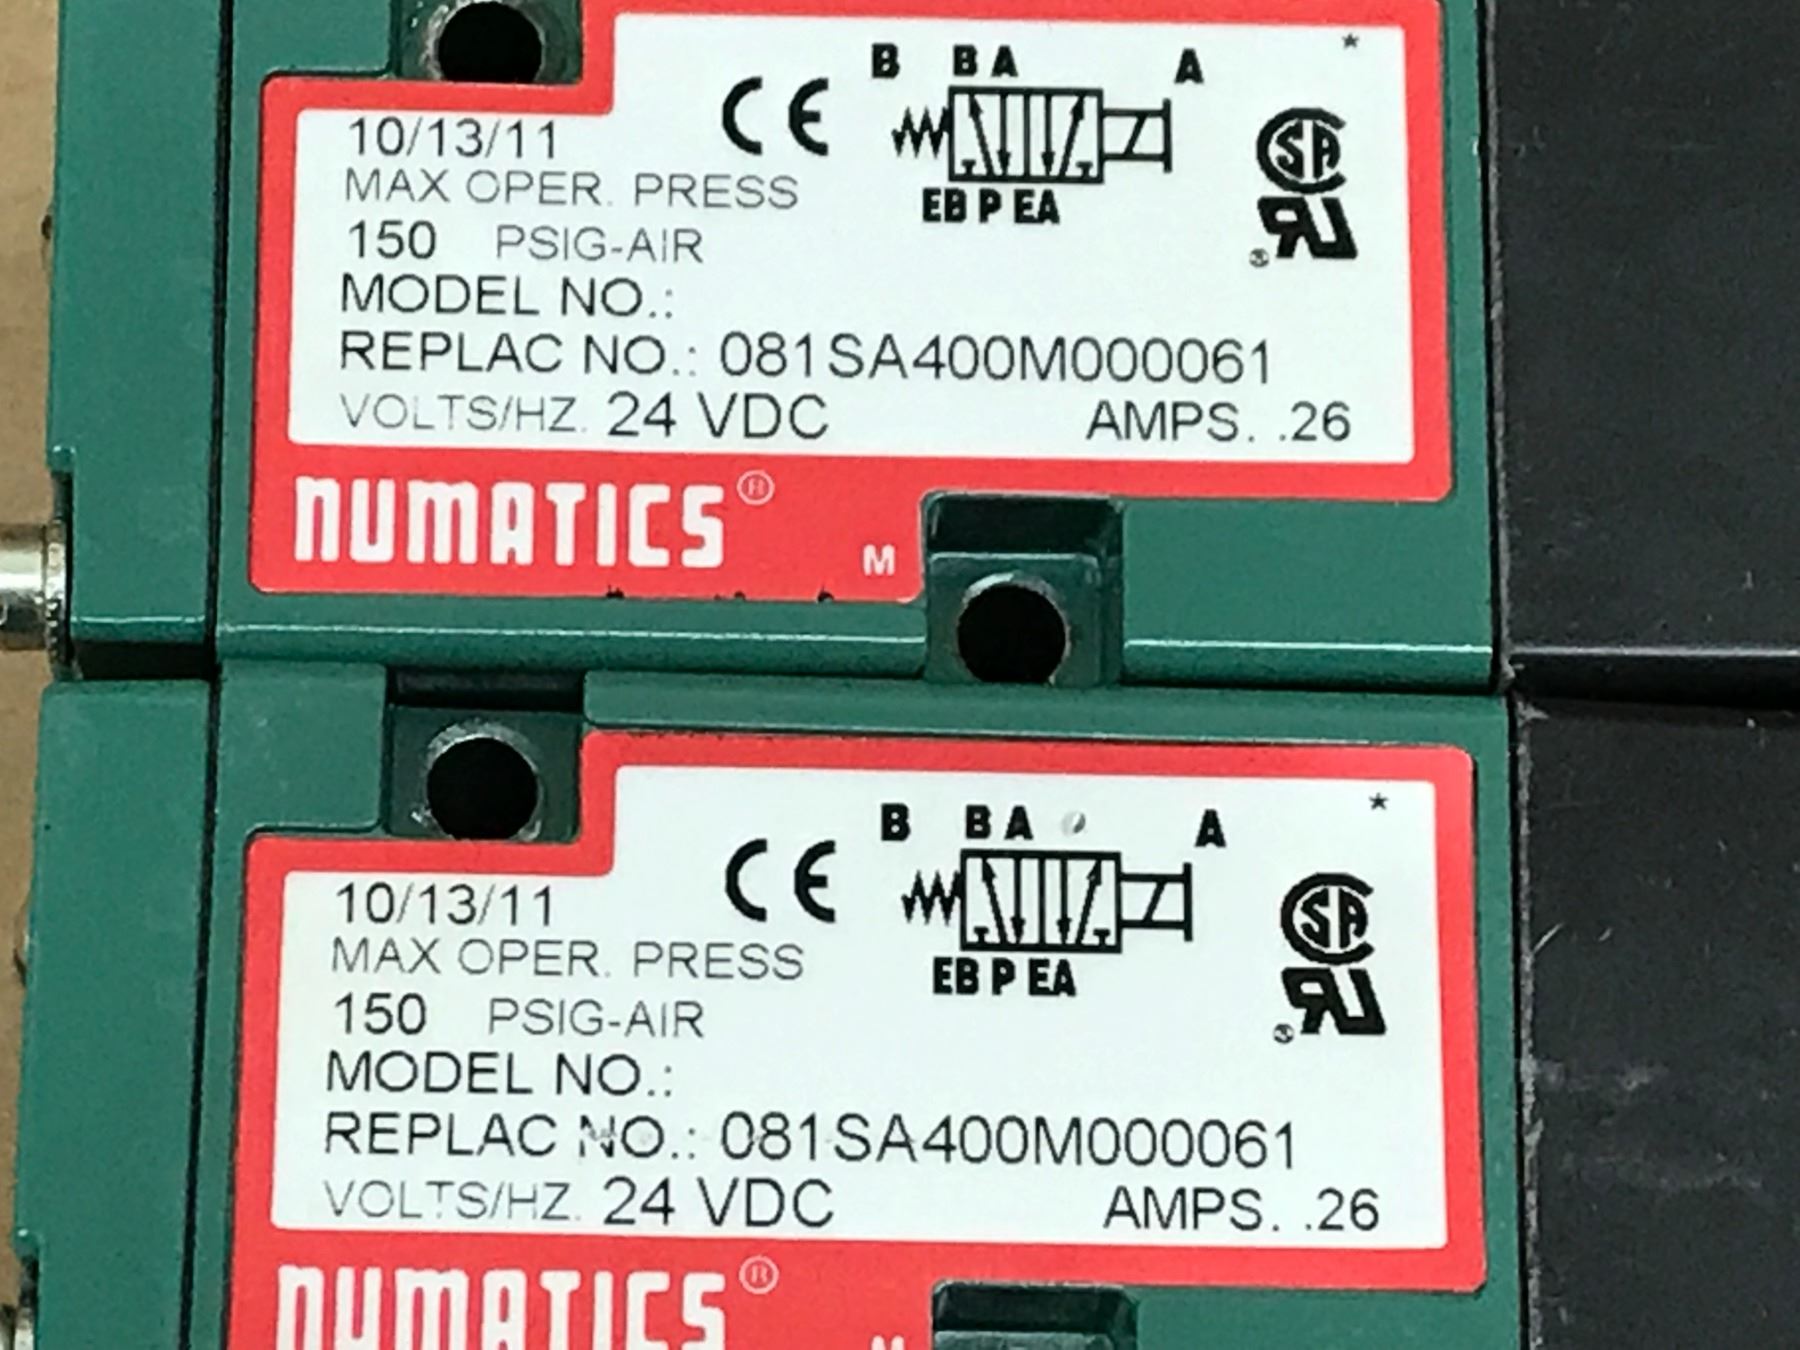 B B A A *
CE
10/13/11
MAX OPER. PRESS
EB P EA
150 PSIG-AIR
MODEL NO.:
REPLAC NO.: 081SA400M000061
VOLTS/HZ. 24 VDC AMPS. .26
NUMATICS®
M
B B A A *
CE
10/13/11
MAX OPER. PRESS
EB P EA
150 PSIG-AIR
MODEL NO.:
REPLAC NO.: 081SA400M000061
VOLTS/HZ. 24 VDC AMPS. .26
NUMATICS®